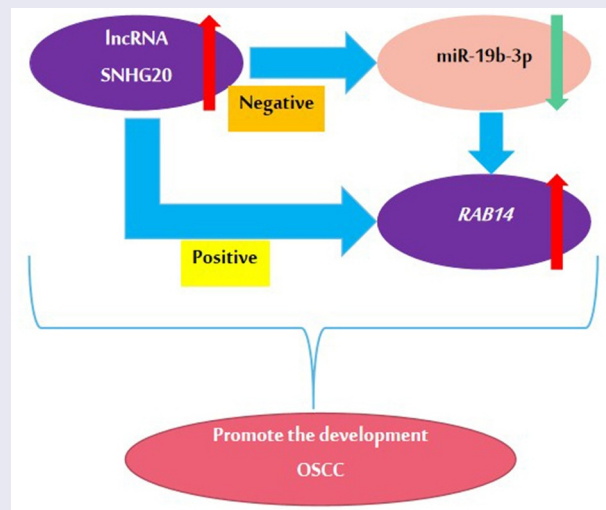 lncRNA
SNHG20
miR-19b-3p
Negative
RAB14
Positive
Promote the development
OSCC